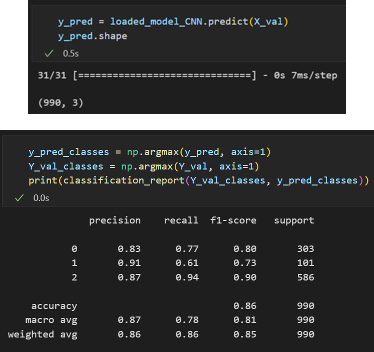 y_pred = loaded_model_CNN.predict(X_val)
y_pred.shape
0.5s
31/31 [==============================] - 0s 7ms/step
(990, 3)
y_pred_classes = np.argmax(y_pred, axis=1)
Y_val_classes = np.argmax(Y_val, axis=1)
print(classification_report(Y_val_classes, y_pred_classes))
0.0s
precision recall f1-score support
0 0.83 0.77 0.80 303
1 0.91 0.61 0.73 101
2 0.87 0.94 0.90 586
accuracy 0.86 990
macro avg 0.87 0.78 0.81 990
weighted avg 0.86 0.86 0.85 990